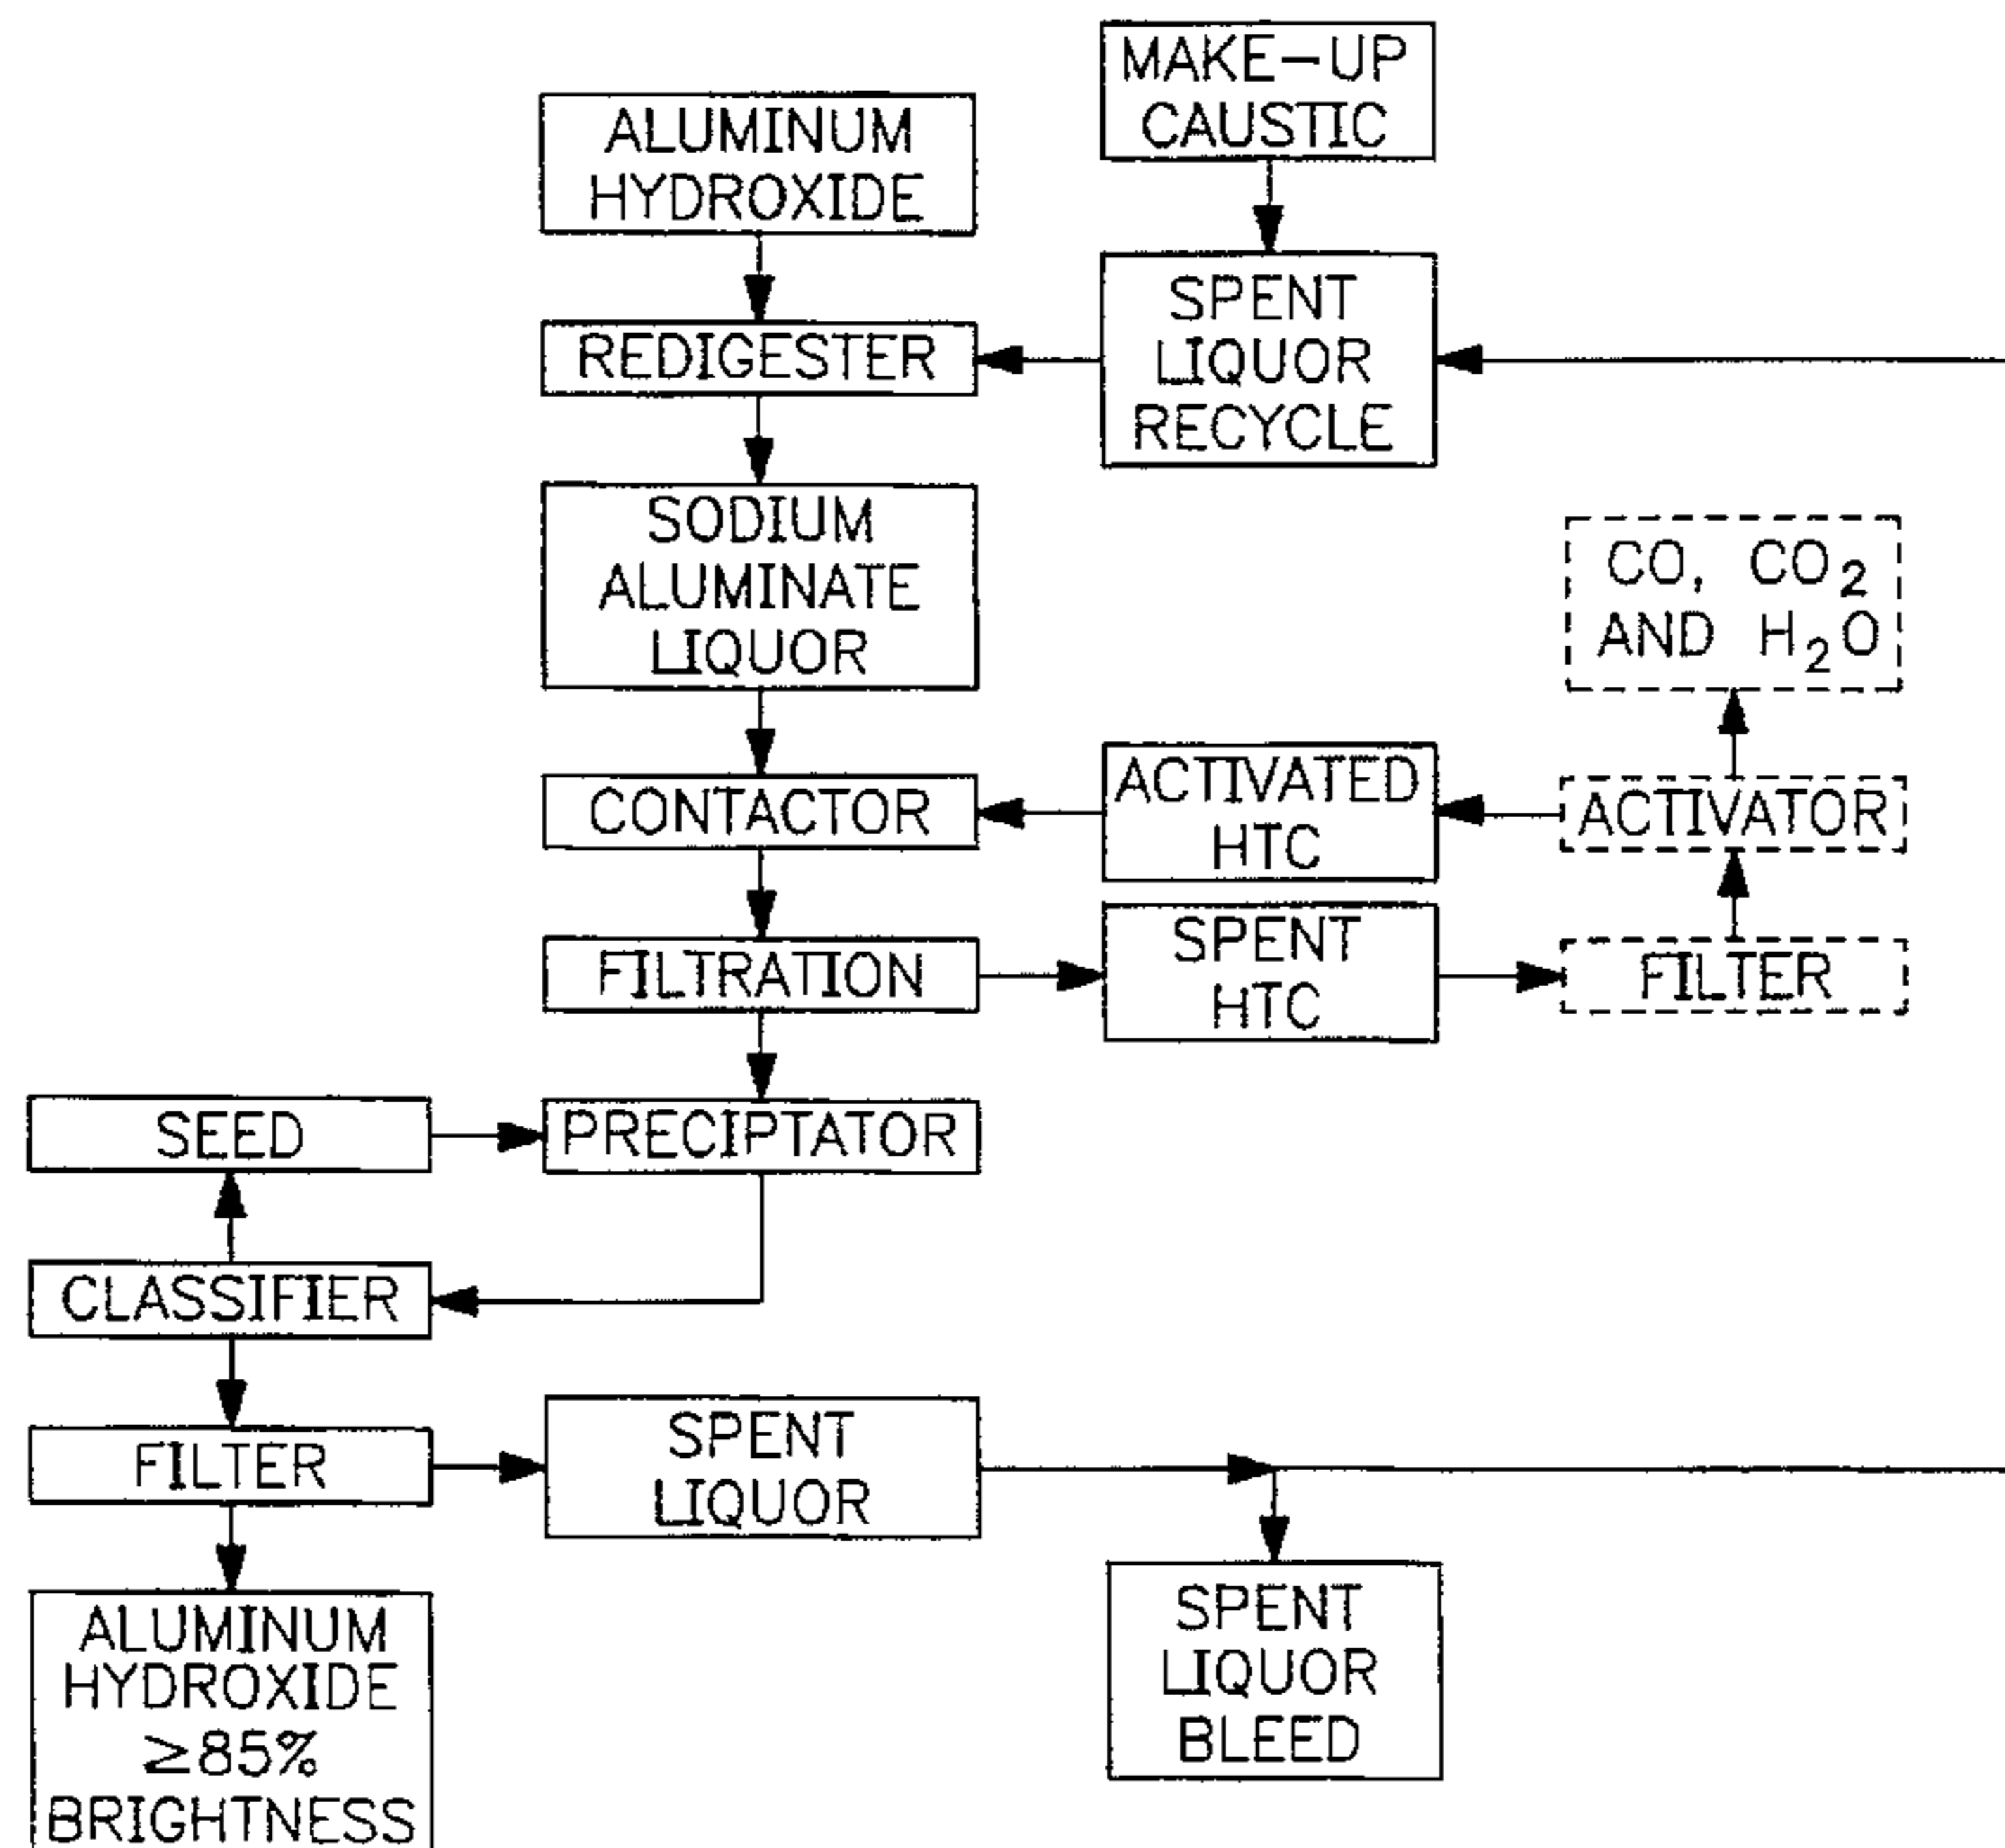 MAKE-UP
CAUSTIC
ALUMINUM
HYDROXIDE
SPENT
LIQUOR
RECYCLE
REDIGESTER
SODIUM
ALUMINATE
LIQUOR
CO, CO₂
AND H₂O
CONTACTOR
ACTIVATED
HTC
ACTIVATOR
FILTRATION
SPENT
HTC
FILTER
SEED
PRECIPTATOR
CLASSIFIER
FILTER
SPENT
LIQUOR
ALUMINUM
HYDROXIDE
≥85%
BRIGHTNESS
SPENT
LIQUOR
BLEED